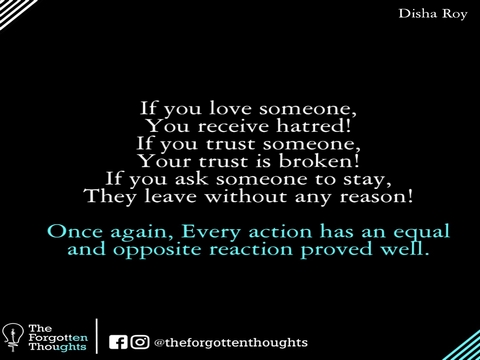 Disha Roy
If you love someone,
You receive hatred!
If you trust someone,
Your trust is broken!
If you ask someone to stay,
They leave without any reason!
Once again, Every action has an equal
and opposite reaction proved well.
The
Forgotten
Thoughts
@theforgottenthoughts